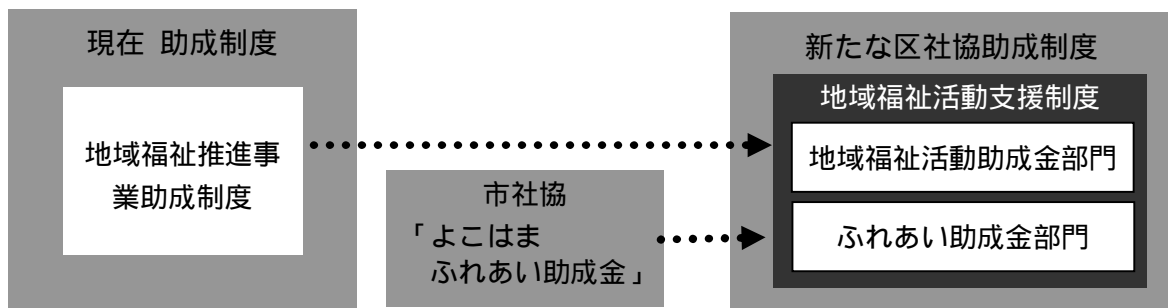 現在 助成制度
地域福祉推進事
業助成制度
市社協
「よこはま
ふれあい助成金」
新たな区社協助成制度
地域福祉活動支援制度
地域福祉活動助成金部門
ふれあい助成金部門